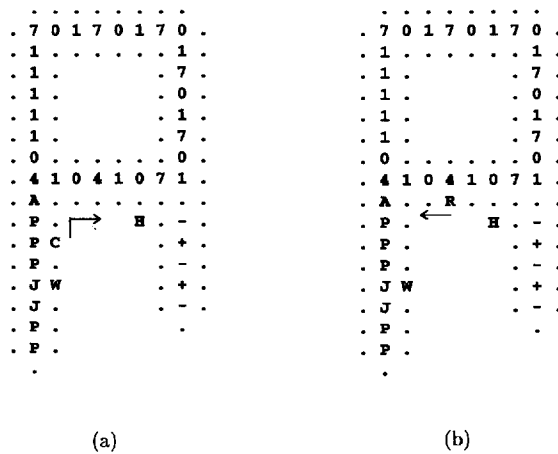 . . . . . . . .
. 7 0 1 7 0 1 7 0 .
. 1 . . . . . . 1 .
. 1 . . 7 .
. 1 . . 0 .
. 1 . . 1 .
. 1 . . 7 .
. 0 . . . . . . 0 .
. 4 1 0 4 1 0 7 1 .
. A . . . . . . . .
. P . H . - .
. P C . + .
. P . . - .
. J W . + .
. J . . - .
. P . .
. P .
.
(a)
. . . . . . . .
. 7 0 1 7 0 1 7 0 .
. 1 . . . . . . 1 .
. 1 . . 7 .
. 1 . . 0 .
. 1 . . 1 .
. 1 . . 7 .
. 0 . . . . . . 0 .
. 4 1 0 4 1 0 7 1 .
. A . . R . . . . .
. P . H . - .
. P . . + .
. P . . - .
. J W . + .
. J . . - .
. P . .
. P .
.
(b)